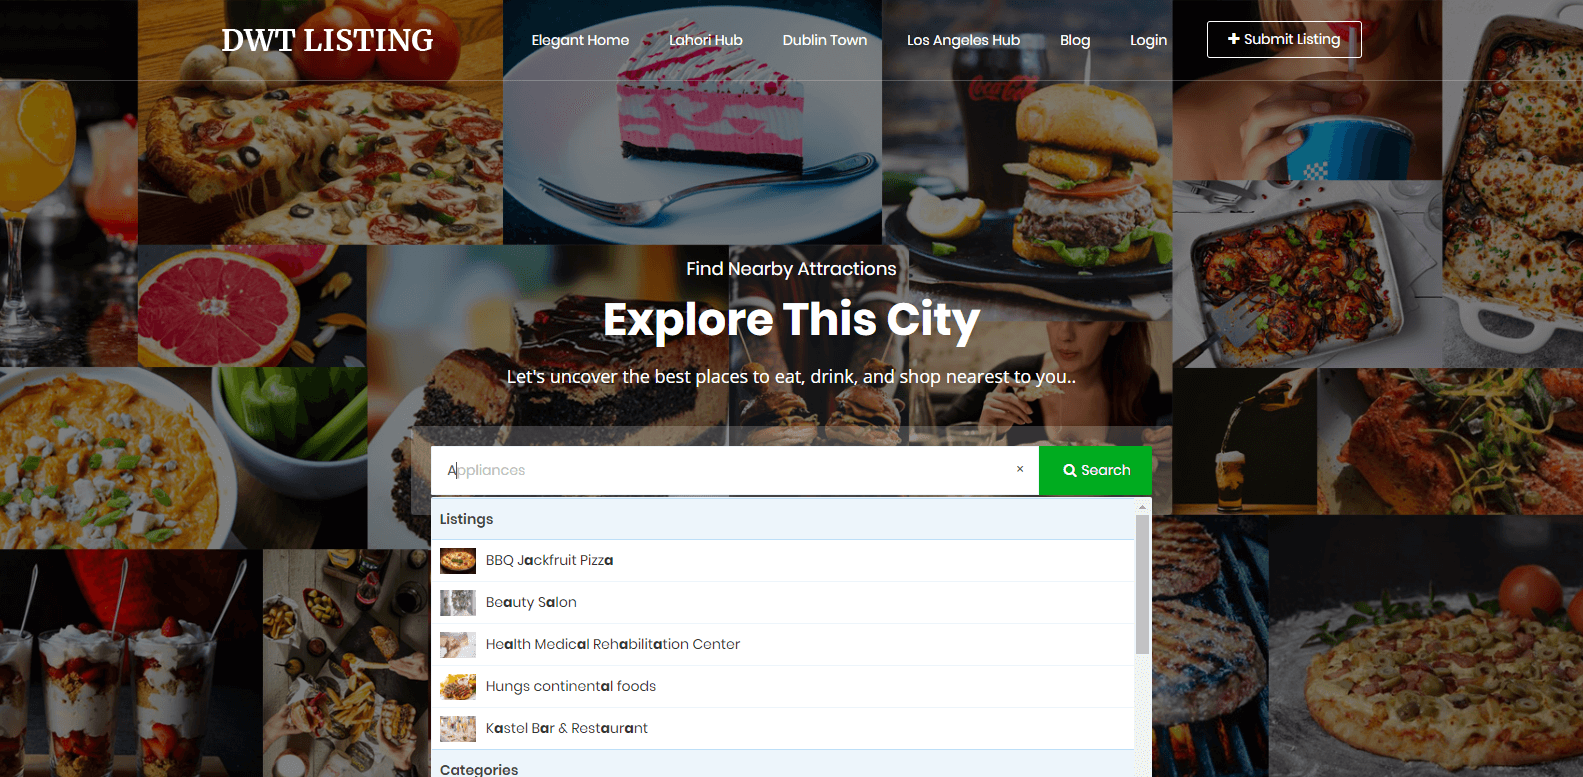 DWT LISTING
Elegant Home Lahori Hub Dublin Town Los Angeles Hub Blog Login
+ Submit Listing
Coca-Cola
Find Nearby Attractions
Explore This City
Let's uncover the best places to eat, drink, and shop nearest to you..
Appliances ×
Search
Listings
BBQ Jackfruit Pizza
Beauty Salon
Health Medical Rehabilitation Center
Hungs continental foods
Kastel Bar & Restaurant
Categories